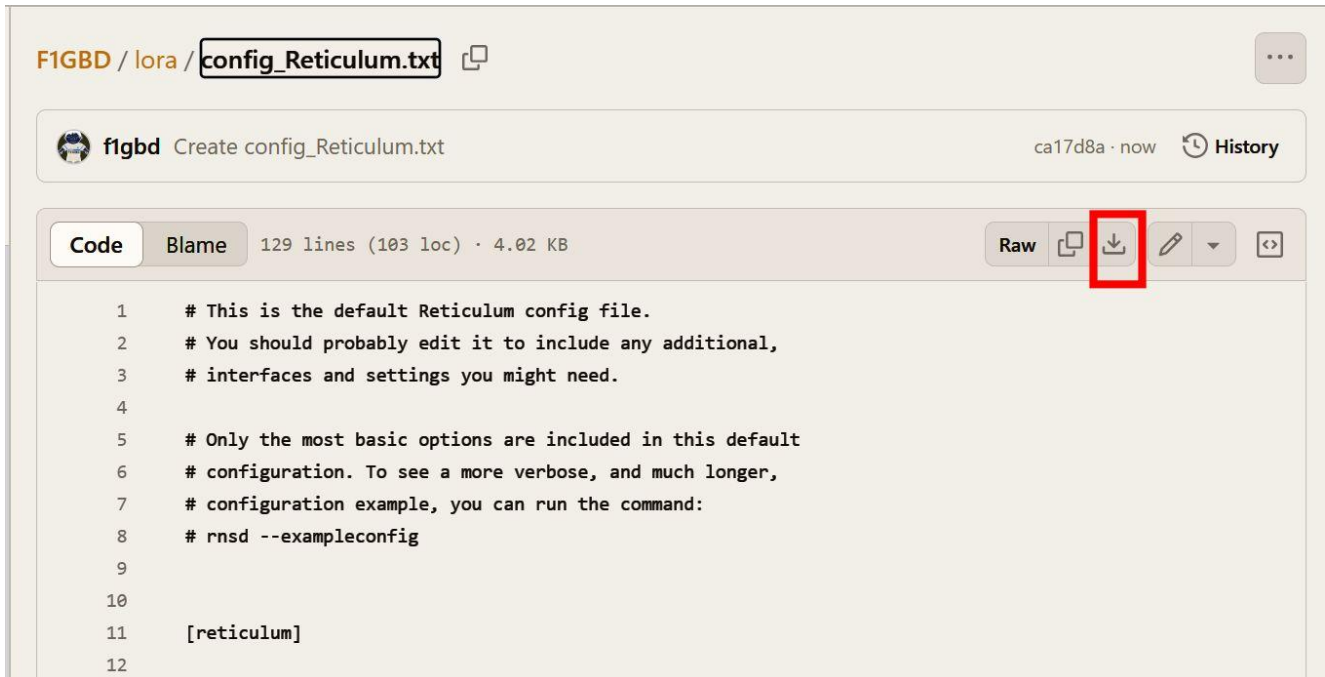 F1GBD / lora / config_Reticulum.txt
f1gbd Create config_Reticulum.txt ca17d8a · now History
Code Blame 129 lines (103 loc) · 4.02 KB Raw
1 # This is the default Reticulum config file.
2 # You should probably edit it to include any additional,
3 # interfaces and settings you might need.
4
5 # Only the most basic options are included in this default
6 # configuration. To see a more verbose, and much longer,
7 # configuration example, you can run the command:
8 # rnsd --exampleconfig
9
10
11 [reticulum]
12